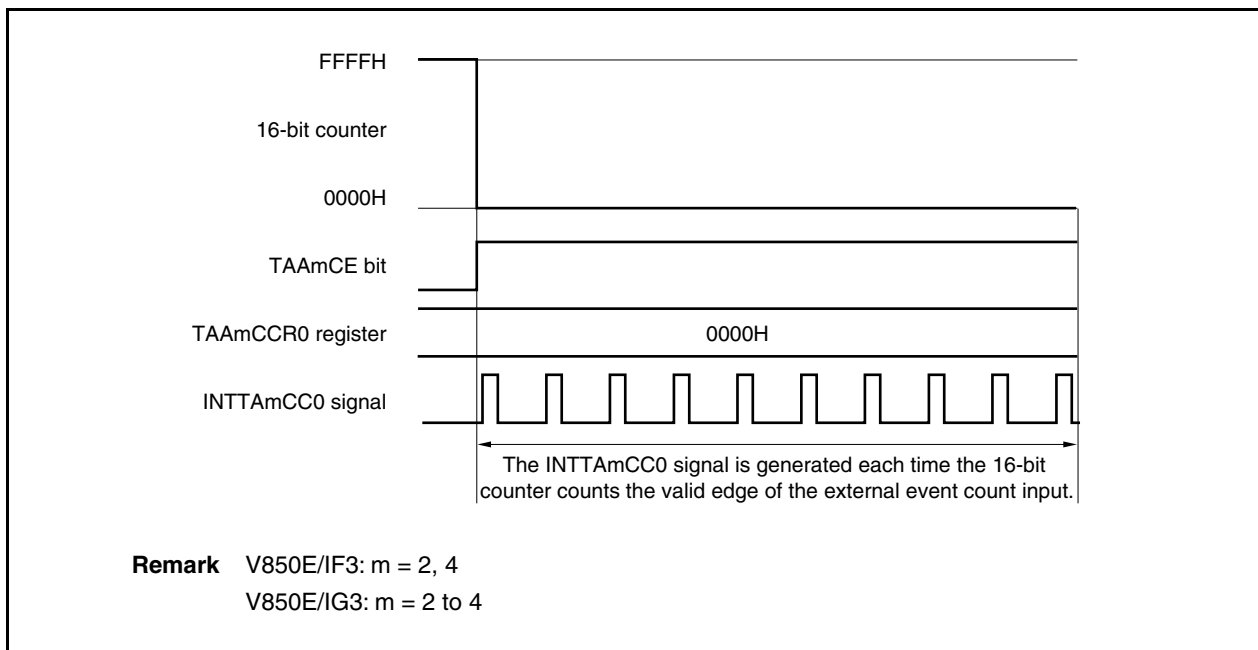 FFFFH
16-bit counter
0000H
TAAmCE bit
TAAmCCR0 register
0000H
INTTAmCC0 signal
The INTTAmCC0 signal is generated each time the 16-bit
counter counts the valid edge of the external event count input.
Remark V850E/IF3: m = 2, 4
V850E/IG3: m = 2 to 4